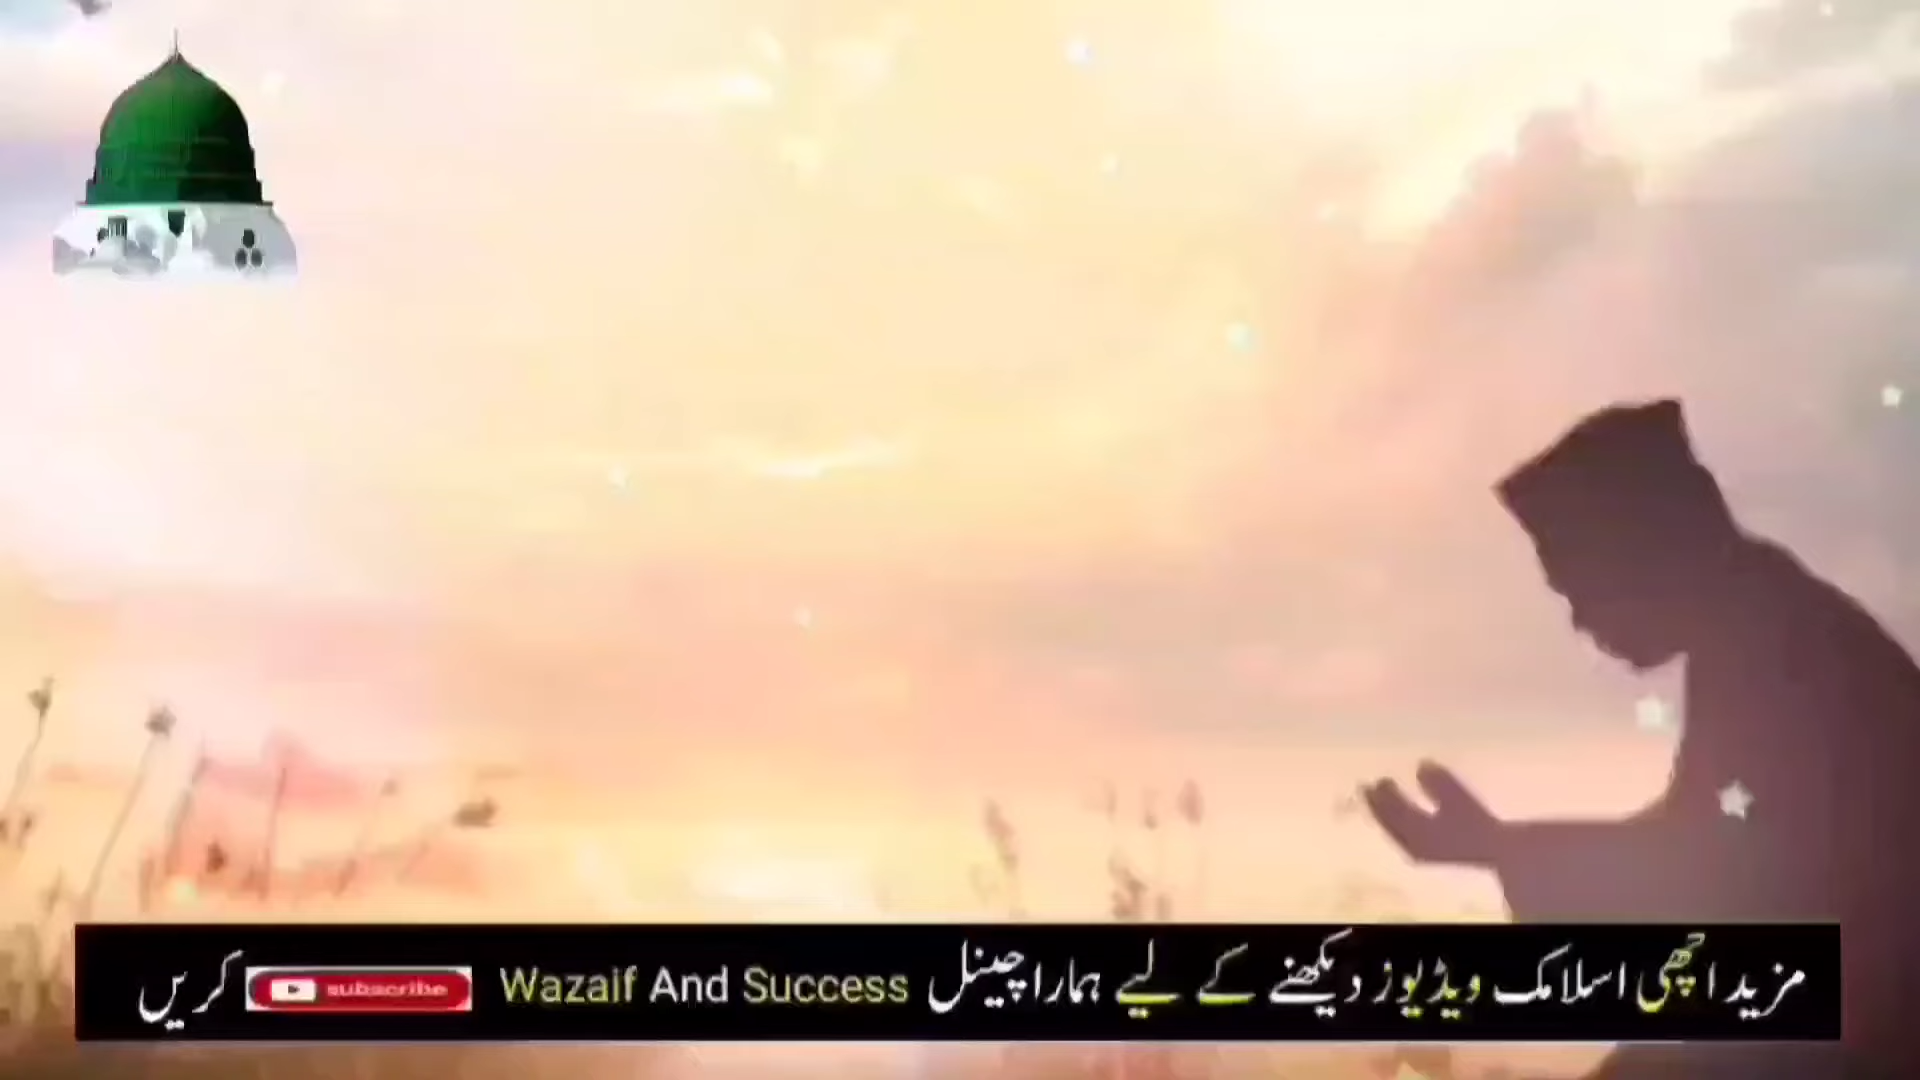 مزید اچھی اسلامک ویڈیوز دیکھنے کے لیے ہمارا چینل Wazaif And Success subscribe کریں